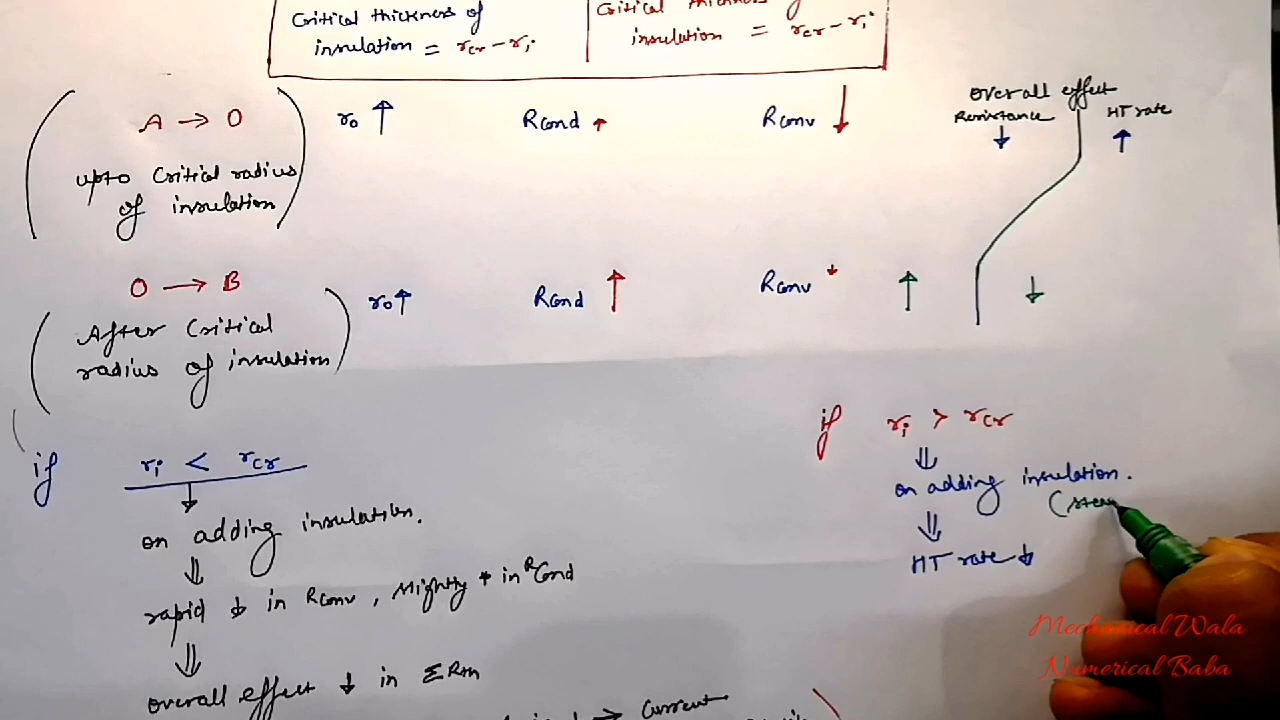 Critical thickness of
insulation = rcr - ri
Critical thickness of
insulation = rcr - ri
A → O
upto Critical radius
of insulation
ro ↑
Rcond ↑
Rconv ↓
overall effect
Resistance ↓
HT rate ↑
O → B
(After Critical
radius of insulation)
ro ↑
Rcond ↑
Rconv ↓
↑
↓
if ri < rcr
↓
on adding insulation.
⇓
rapid ↓ in Rconv, slightly ↑ in Rcond
⇓
overall effect ↓ in ΣRth
→ Current
if ri > rcr
⇓
on adding insulation.
(stea
⇓
HT rate ↓
Mechanical Wala
Numerical Baba